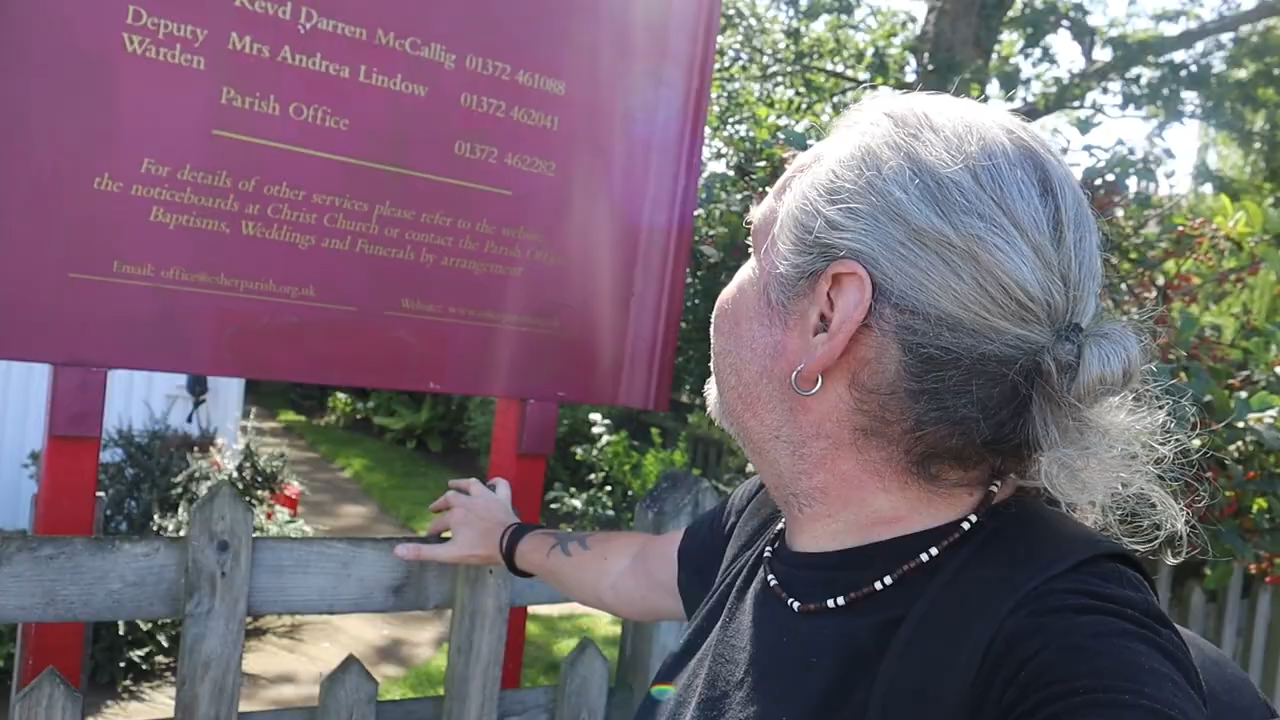 Revd Darren McCallig 01372 461088
Deputy Warden Mrs Andrea Lindow 01372 462041
Parish Office 01372 462282
For details of other services please refer to the website
the noticeboards at Christ Church or contact the Parish Office
Baptisms, Weddings and Funerals by arrangement
Email: office@esherparish.org.uk
Website: